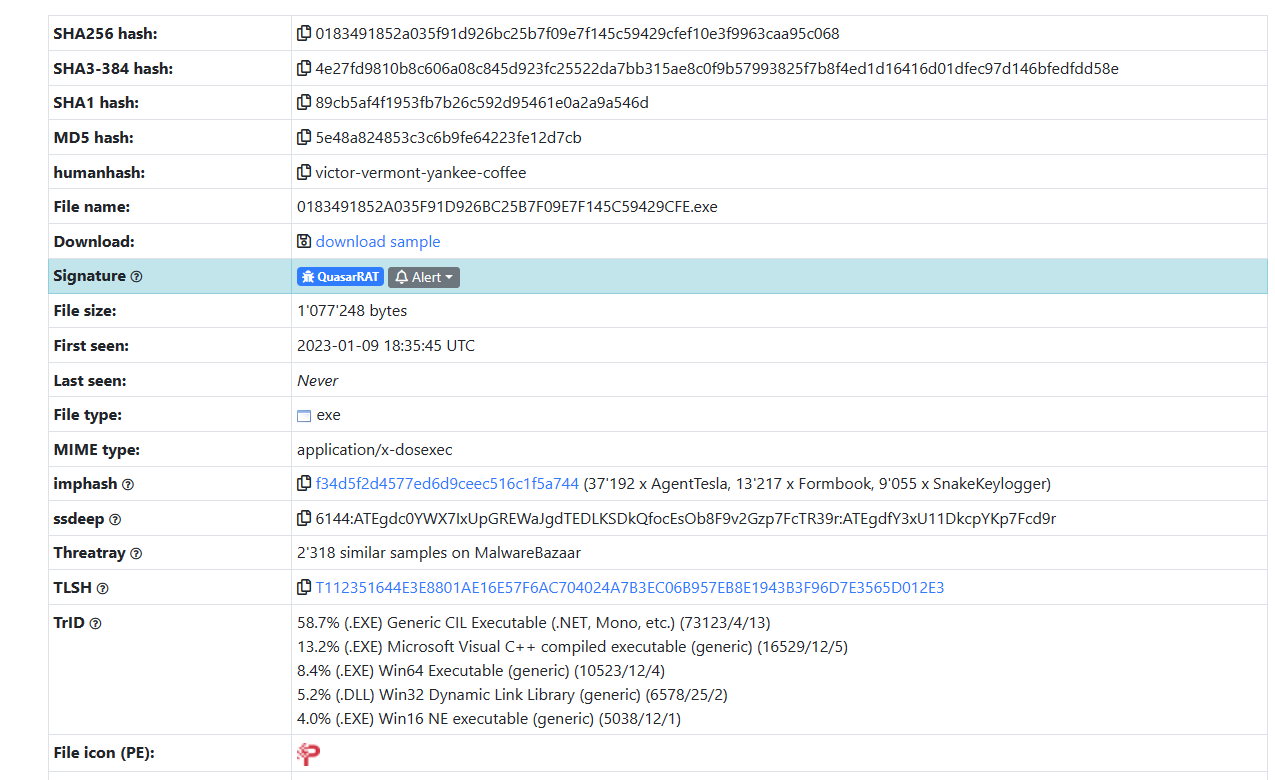 SHA256 hash: 0183491852a035f91d926bc25b7f09e7f145c59429cfef10e3f9963caa95c068
SHA3-384 hash: 4e27fd9810b8c606a08c845d923fc25522da7bb315ae8c0f9b57993825f7b8f4ed1d16416d01dfec97d146bfedfdd58e
SHA1 hash: 89cb5af4f1953fb7b26c592d95461e0a2a9a546d
MD5 hash: 5e48a824853c3c6b9fe64223fe12d7cb
humanhash: victor-vermont-yankee-coffee
File name: 0183491852A035F91D926BC25B7F09E7F145C59429CFE.exe
Download: download sample
Signature QuasarRAT Alert
File size: 1'077'248 bytes
First seen: 2023-01-09 18:35:45 UTC
Last seen: Never
File type: exe
MIME type: application/x-dosexec
imphash f34d5f2d4577ed6d9ceec516c1f5a744 (37'192 x AgentTesla, 13'217 x Formbook, 9'055 x SnakeKeylogger)
ssdeep 6144:ATEgdc0YWX7IxUpGREWaJgdTEDLKSDkQfocEsOb8F9v2Gzp7FcTR39r:ATEgdfY3xU11DkcpYKp7Fcd9r
Threatray 2'318 similar samples on MalwareBazaar
TLSH T112351644E3E8801AE16E57F6AC704024A7B3EC06B957EB8E1943B3F96D7E3565D012E3
TrID 58.7% (.EXE) Generic CIL Executable (.NET, Mono, etc.) (73123/4/13)
13.2% (.EXE) Microsoft Visual C++ compiled executable (generic) (16529/12/5)
8.4% (.EXE) Win64 Executable (generic) (10523/12/4)
5.2% (.DLL) Win32 Dynamic Link Library (generic) (6578/25/2)
4.0% (.EXE) Win16 NE executable (generic) (5038/12/1)
File icon (PE):